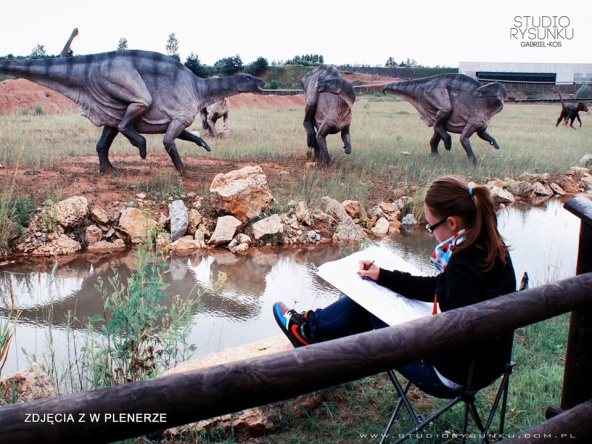 STUDIO
RYSUNKU
GABRIEL-KOS
ZDJĘCIA Z W PLENERZE
WWW.STUDIORYSUNKU.COM.PL